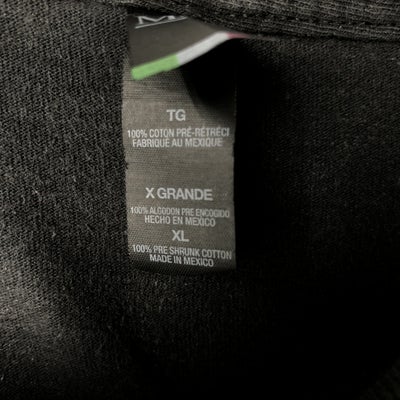 TG
100% COTON PRÉ-RÉTRÉCI
FABRIQUÉ AU MEXIQUE
X GRANDE
100% ALGODON PRE ENCOGIDO
HECHO EN MEXICO
XL
100% PRE SHRUNK COTTON
MADE IN MEXICO